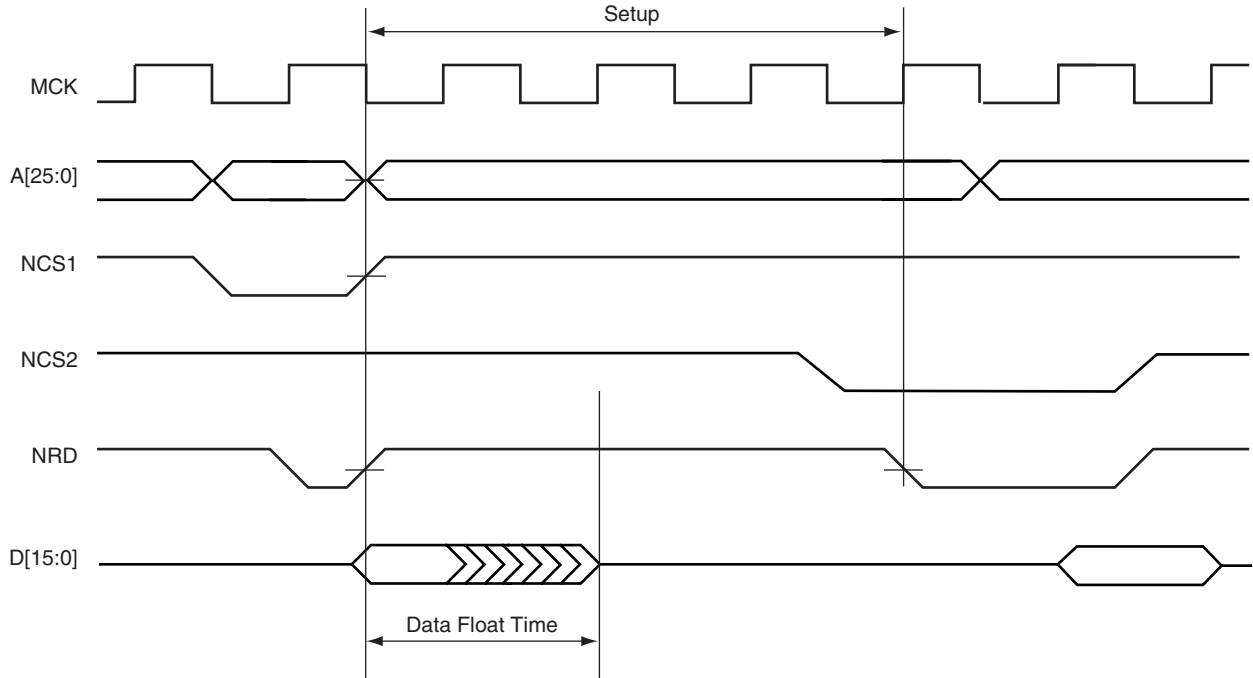 Setup
MCK
A[25:0]
NCS1
NCS2
NRD
D[15:0]
Data Float Time